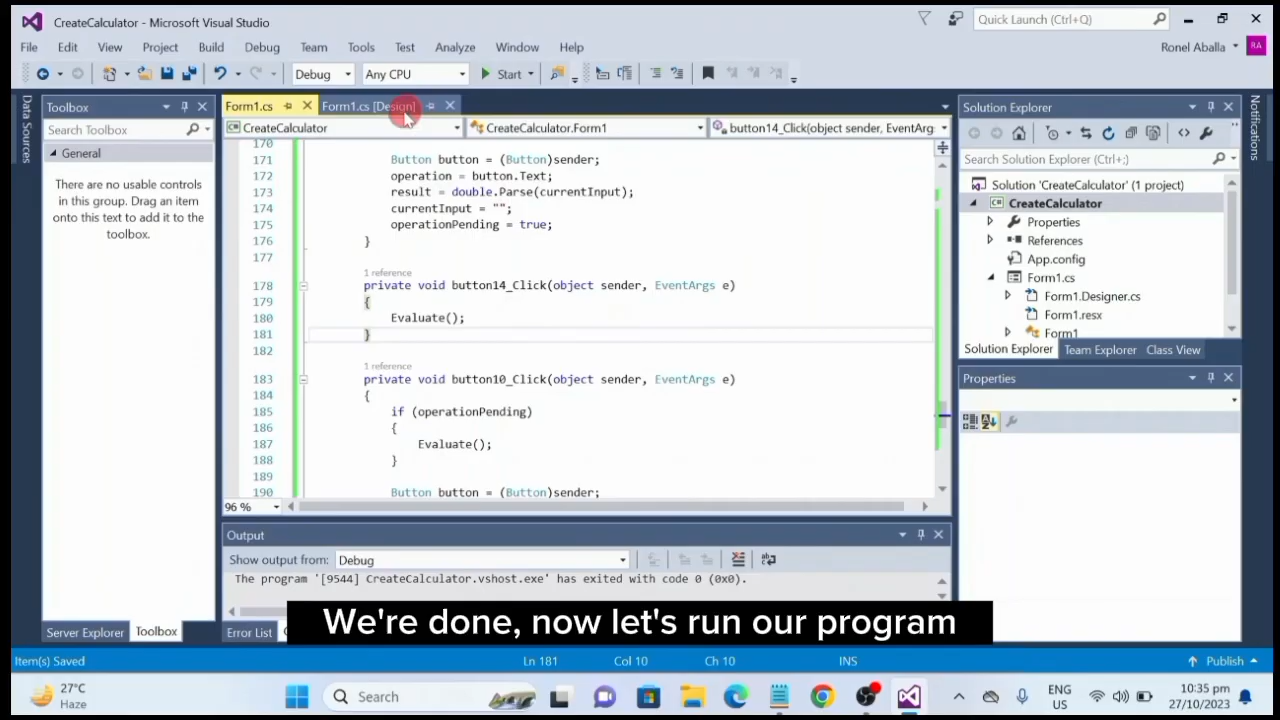 CreateCalculator - Microsoft Visual Studio
Quick Launch (Ctrl+Q)
File Edit View Project Build Debug Team Tools Test Analyze Window Help
Ronel Aballa
RA
Debug Any CPU Start
Data Sources
Toolbox
Search Toolbox
General
There are no usable controls
in this group. Drag an item
onto this text to add it to the
toolbox.
Form1.cs Form1.cs [Design]
CreateCalculator CreateCalculator.Form1 button14_Click(object sender, EventArg
170
171 Button button = (Button)sender;
172 operation = button.Text;
173 result = double.Parse(currentInput);
174 currentInput = "";
175 operationPending = true;
176 }
177
1 reference
178 private void button14_Click(object sender, EventArgs e)
179 {
180 Evaluate();
181 }
182
1 reference
183 private void button10_Click(object sender, EventArgs e)
184 {
185 if (operationPending)
186 {
187 Evaluate();
188 }
189
190 Button button = (Button)sender;
96 %
Solution Explorer
Search Solution Explorer (Ctrl+;)
Solution 'CreateCalculator' (1 project)
CreateCalculator
Properties
References
App.config
Form1.cs
Form1.Designer.cs
Form1.resx
Form1
Solution Explorer Team Explorer Class View
Notifications
Properties
Output
Show output from: Debug
The program '[9544] CreateCalculator.vshost.exe' has exited with code 0 (0x0).
Server Explorer Toolbox
Error List
We're done, now let's run our program
Item(s) Saved Ln 181 Col 10 Ch 10 INS Publish
27°C
Haze
Search
ENG
US
10:35 pm
27/10/2023